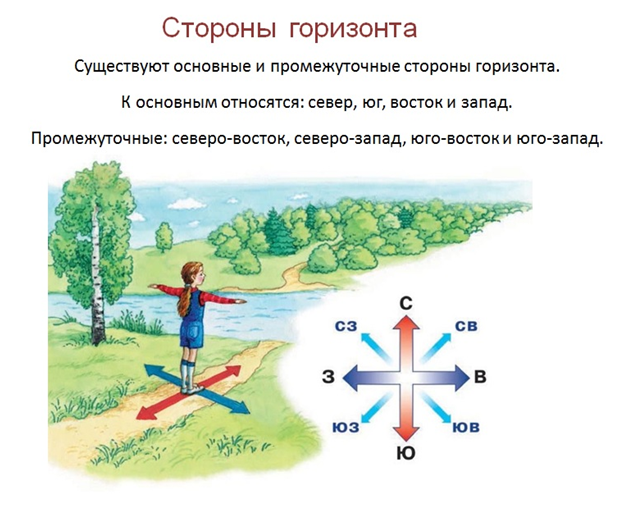 Стороны горизонта
Существуют основные и промежуточные стороны горизонта.
К основным относятся: север, юг, восток и запад.
Промежуточные: северо-восток, северо-запад, юго-восток и юго-запад.
С
СЗ СВ
З В
ЮЗ ЮВ
Ю